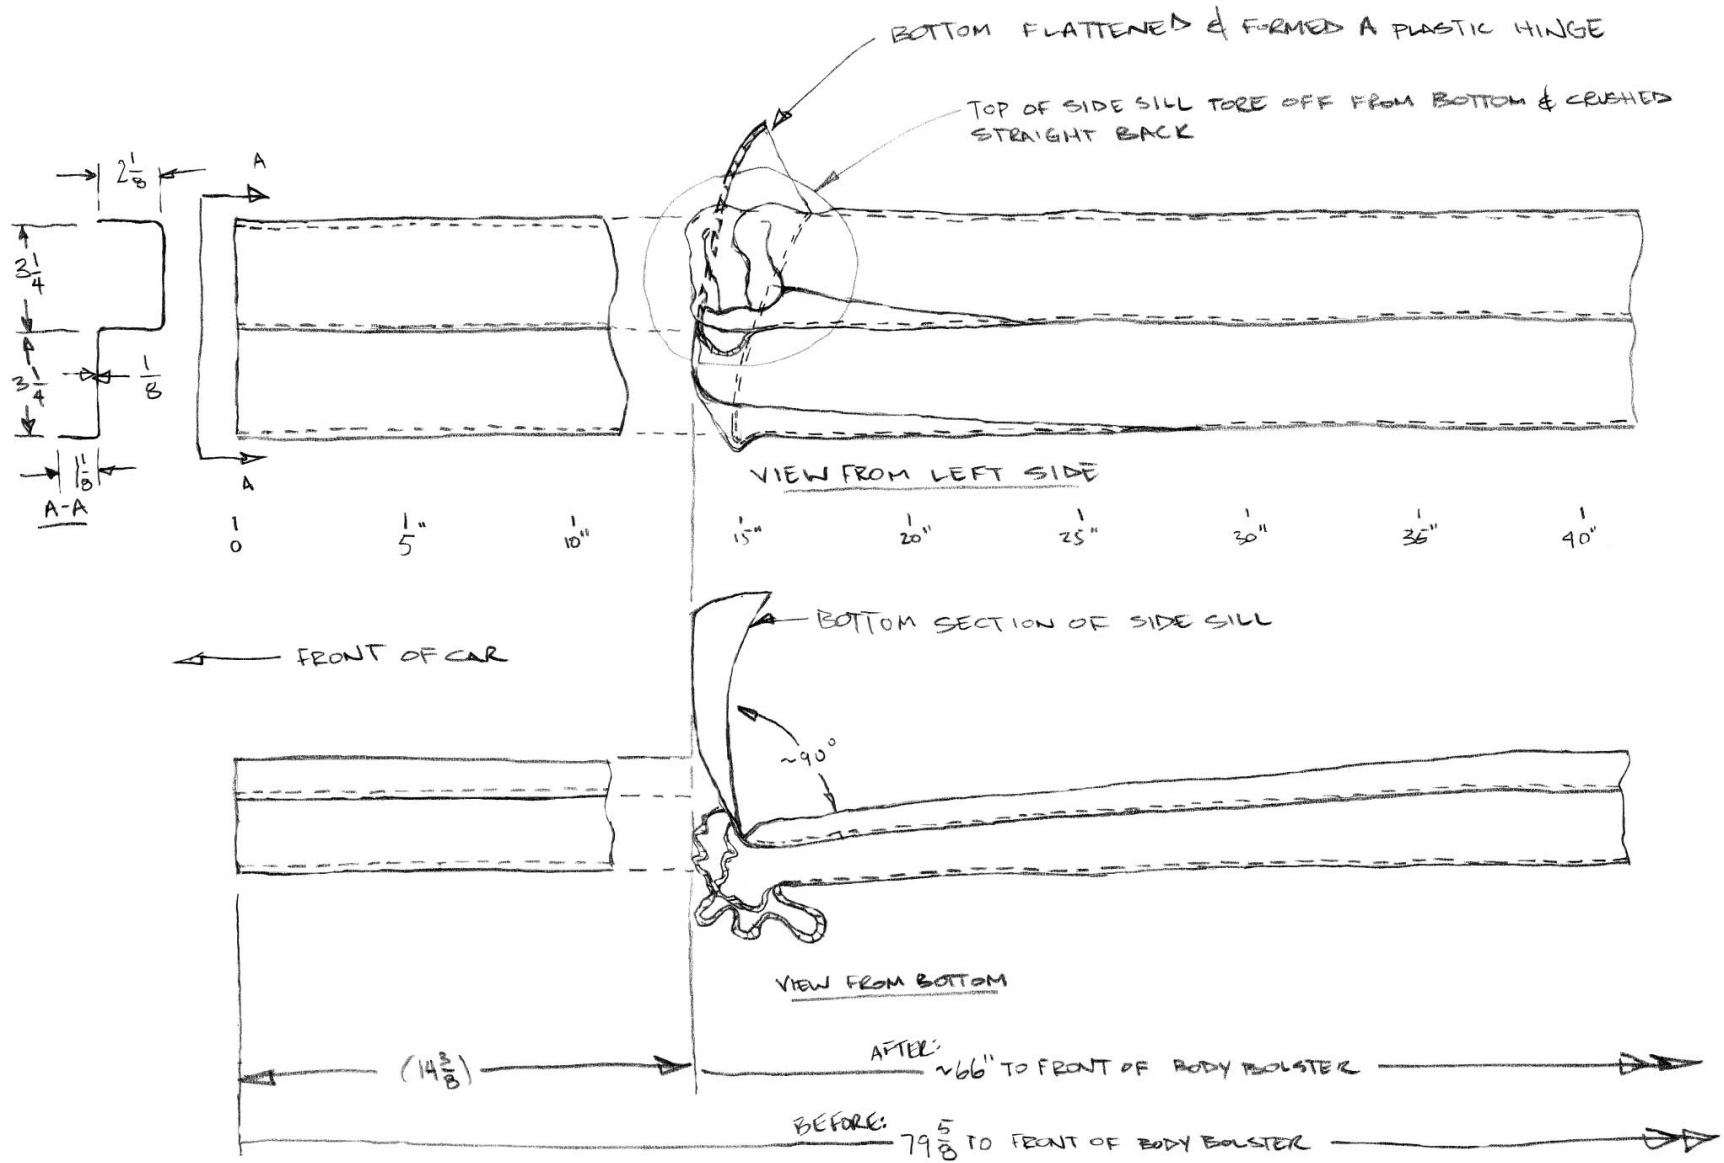 BOTTOM FLATTENED & FORMED A PLASTIC HINGE
TOP OF SIDE SILL TORE OFF FROM BOTTOM & CRUSHED
STRAIGHT BACK
2 1/8
A
3 1/4
3 1/4
1/8
1 1/8
A
A-A
VIEW FROM LEFT SIDE
0 5" 10" 15" 20" 25" 30" 35" 40"
BOTTOM SECTION OF SIDE SILL
FRONT OF CAR
~90°
VIEW FROM BOTTOM
(14 3/8)
AFTER:
~66" TO FRONT OF BODY BOLSTER
BEFORE:
79 5/8 TO FRONT OF BODY BOLSTER